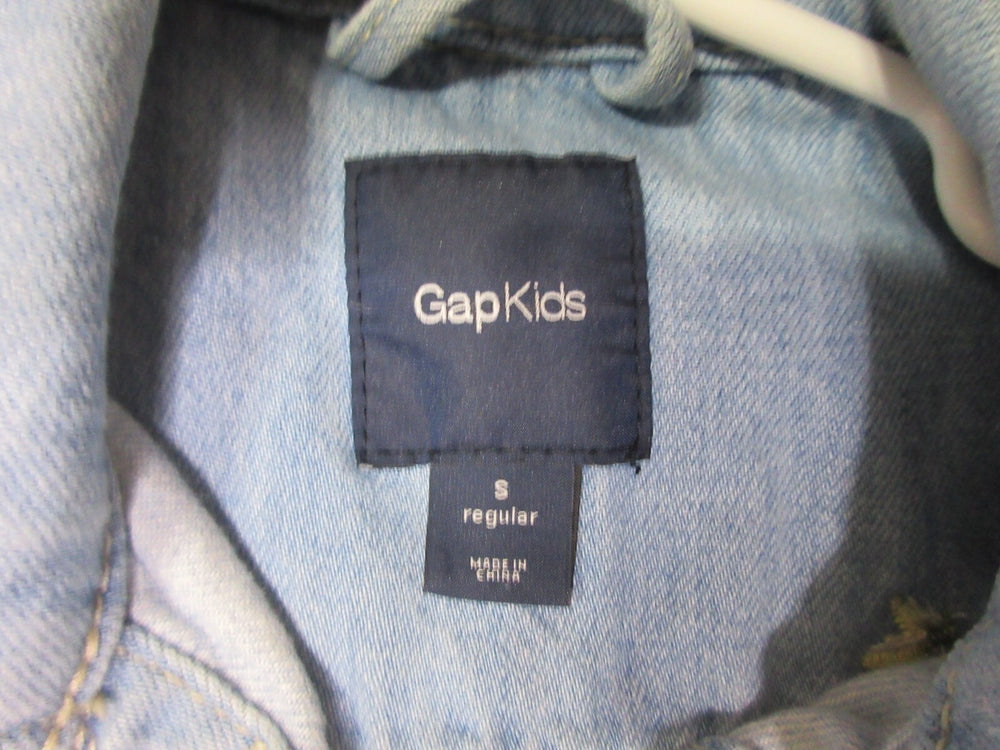 GapKids
S
regular
MADE IN
CHINA